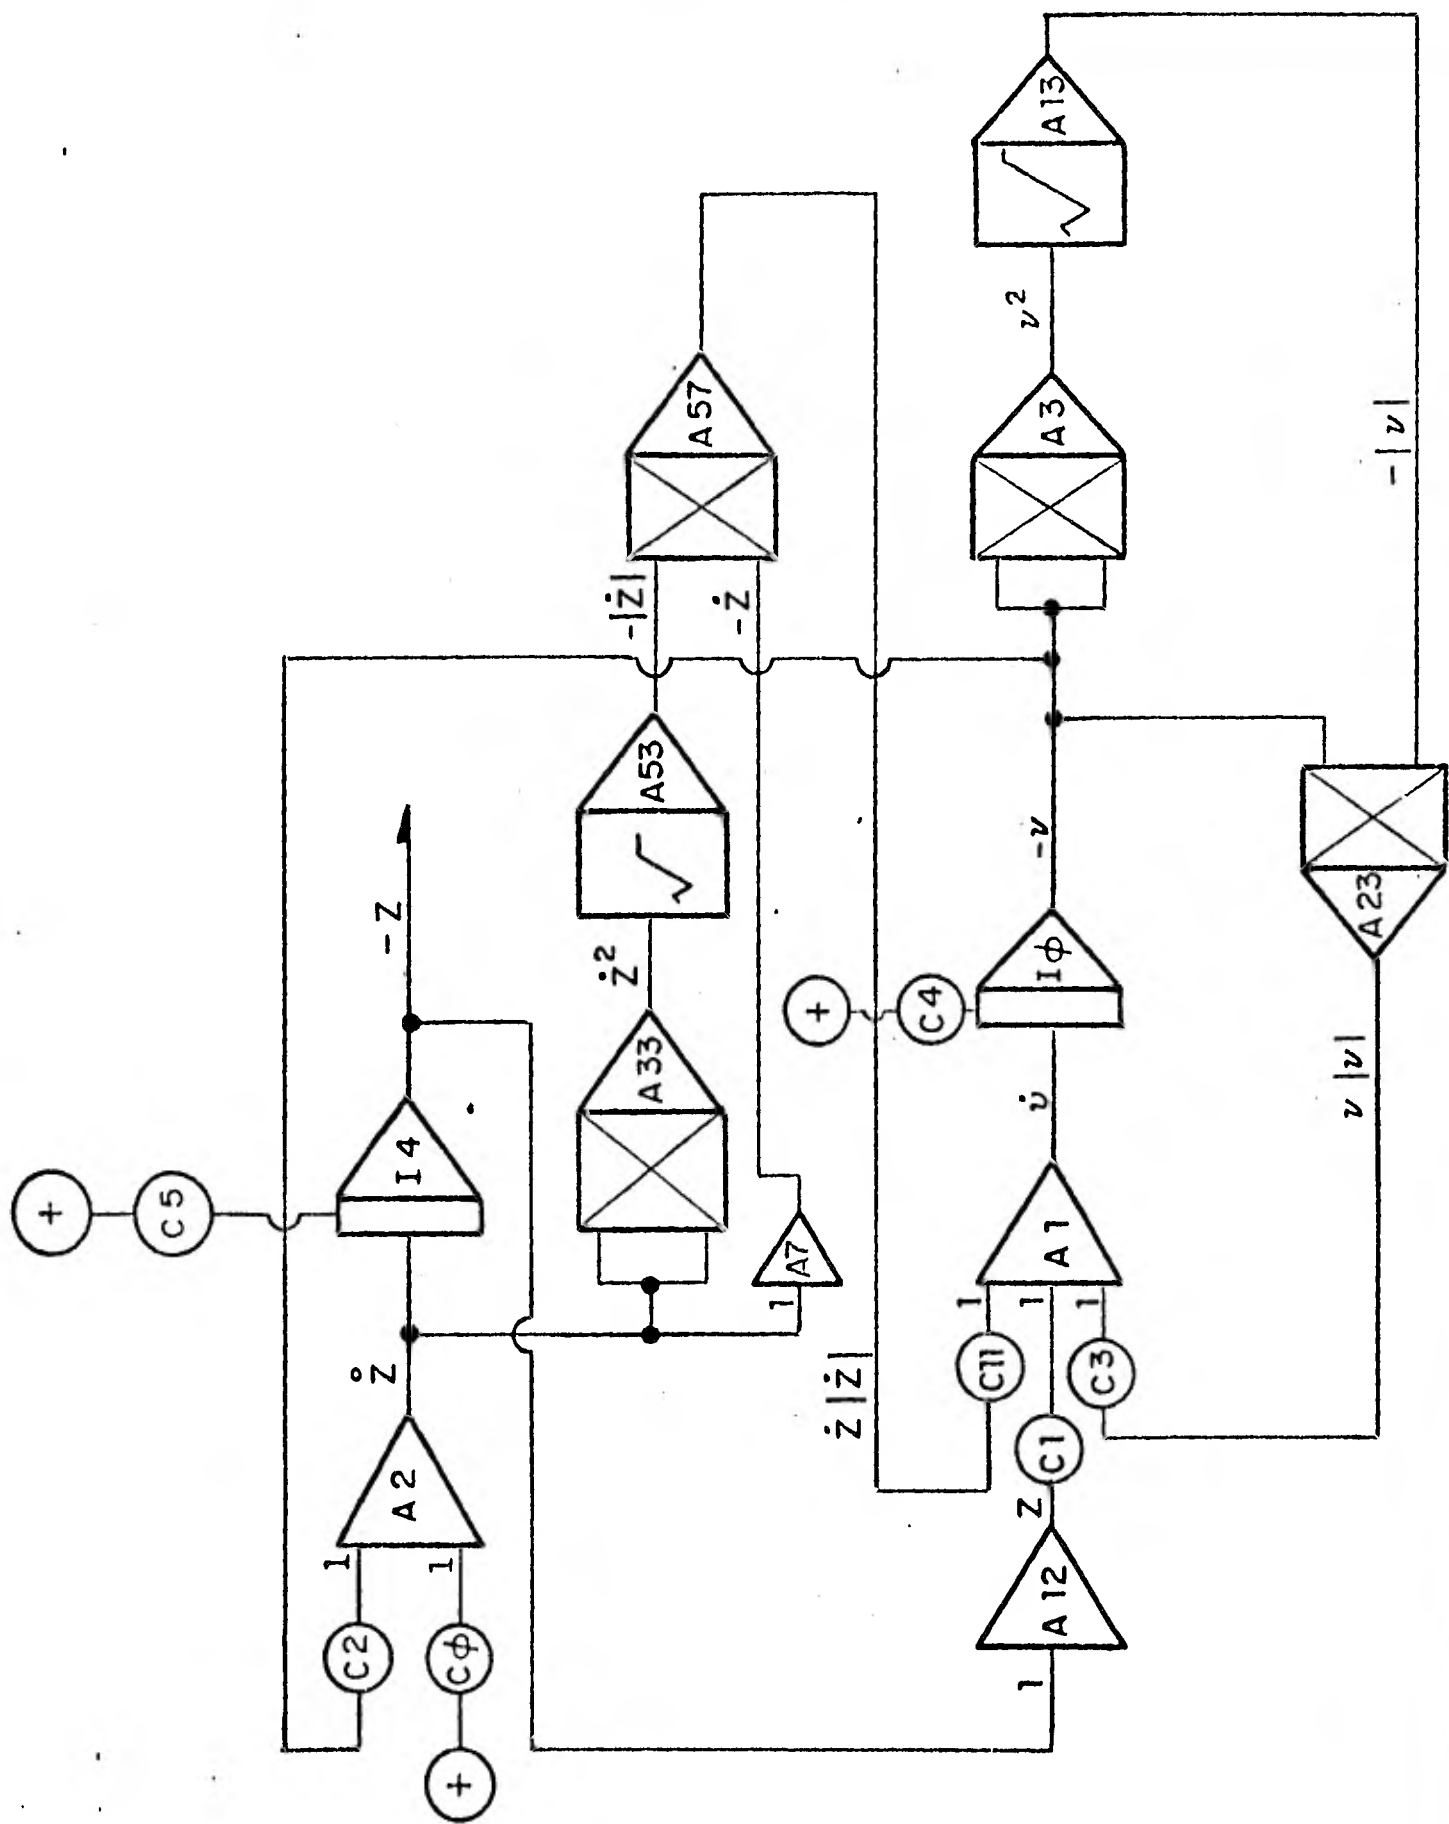 +
C5
C2
1
A2
Ż
I4
-Z
+
Cϕ
1
A33
Ż²
A53
-|Ż|
A57
1
A7
-Ż
+
C4
Ż|Ż|
C11
1
1
A12
Z
C1
1
A1
v̇
Iϕ
-v
A3
v²
√
A13
√
C3
1
v|v|
A23
-|v|